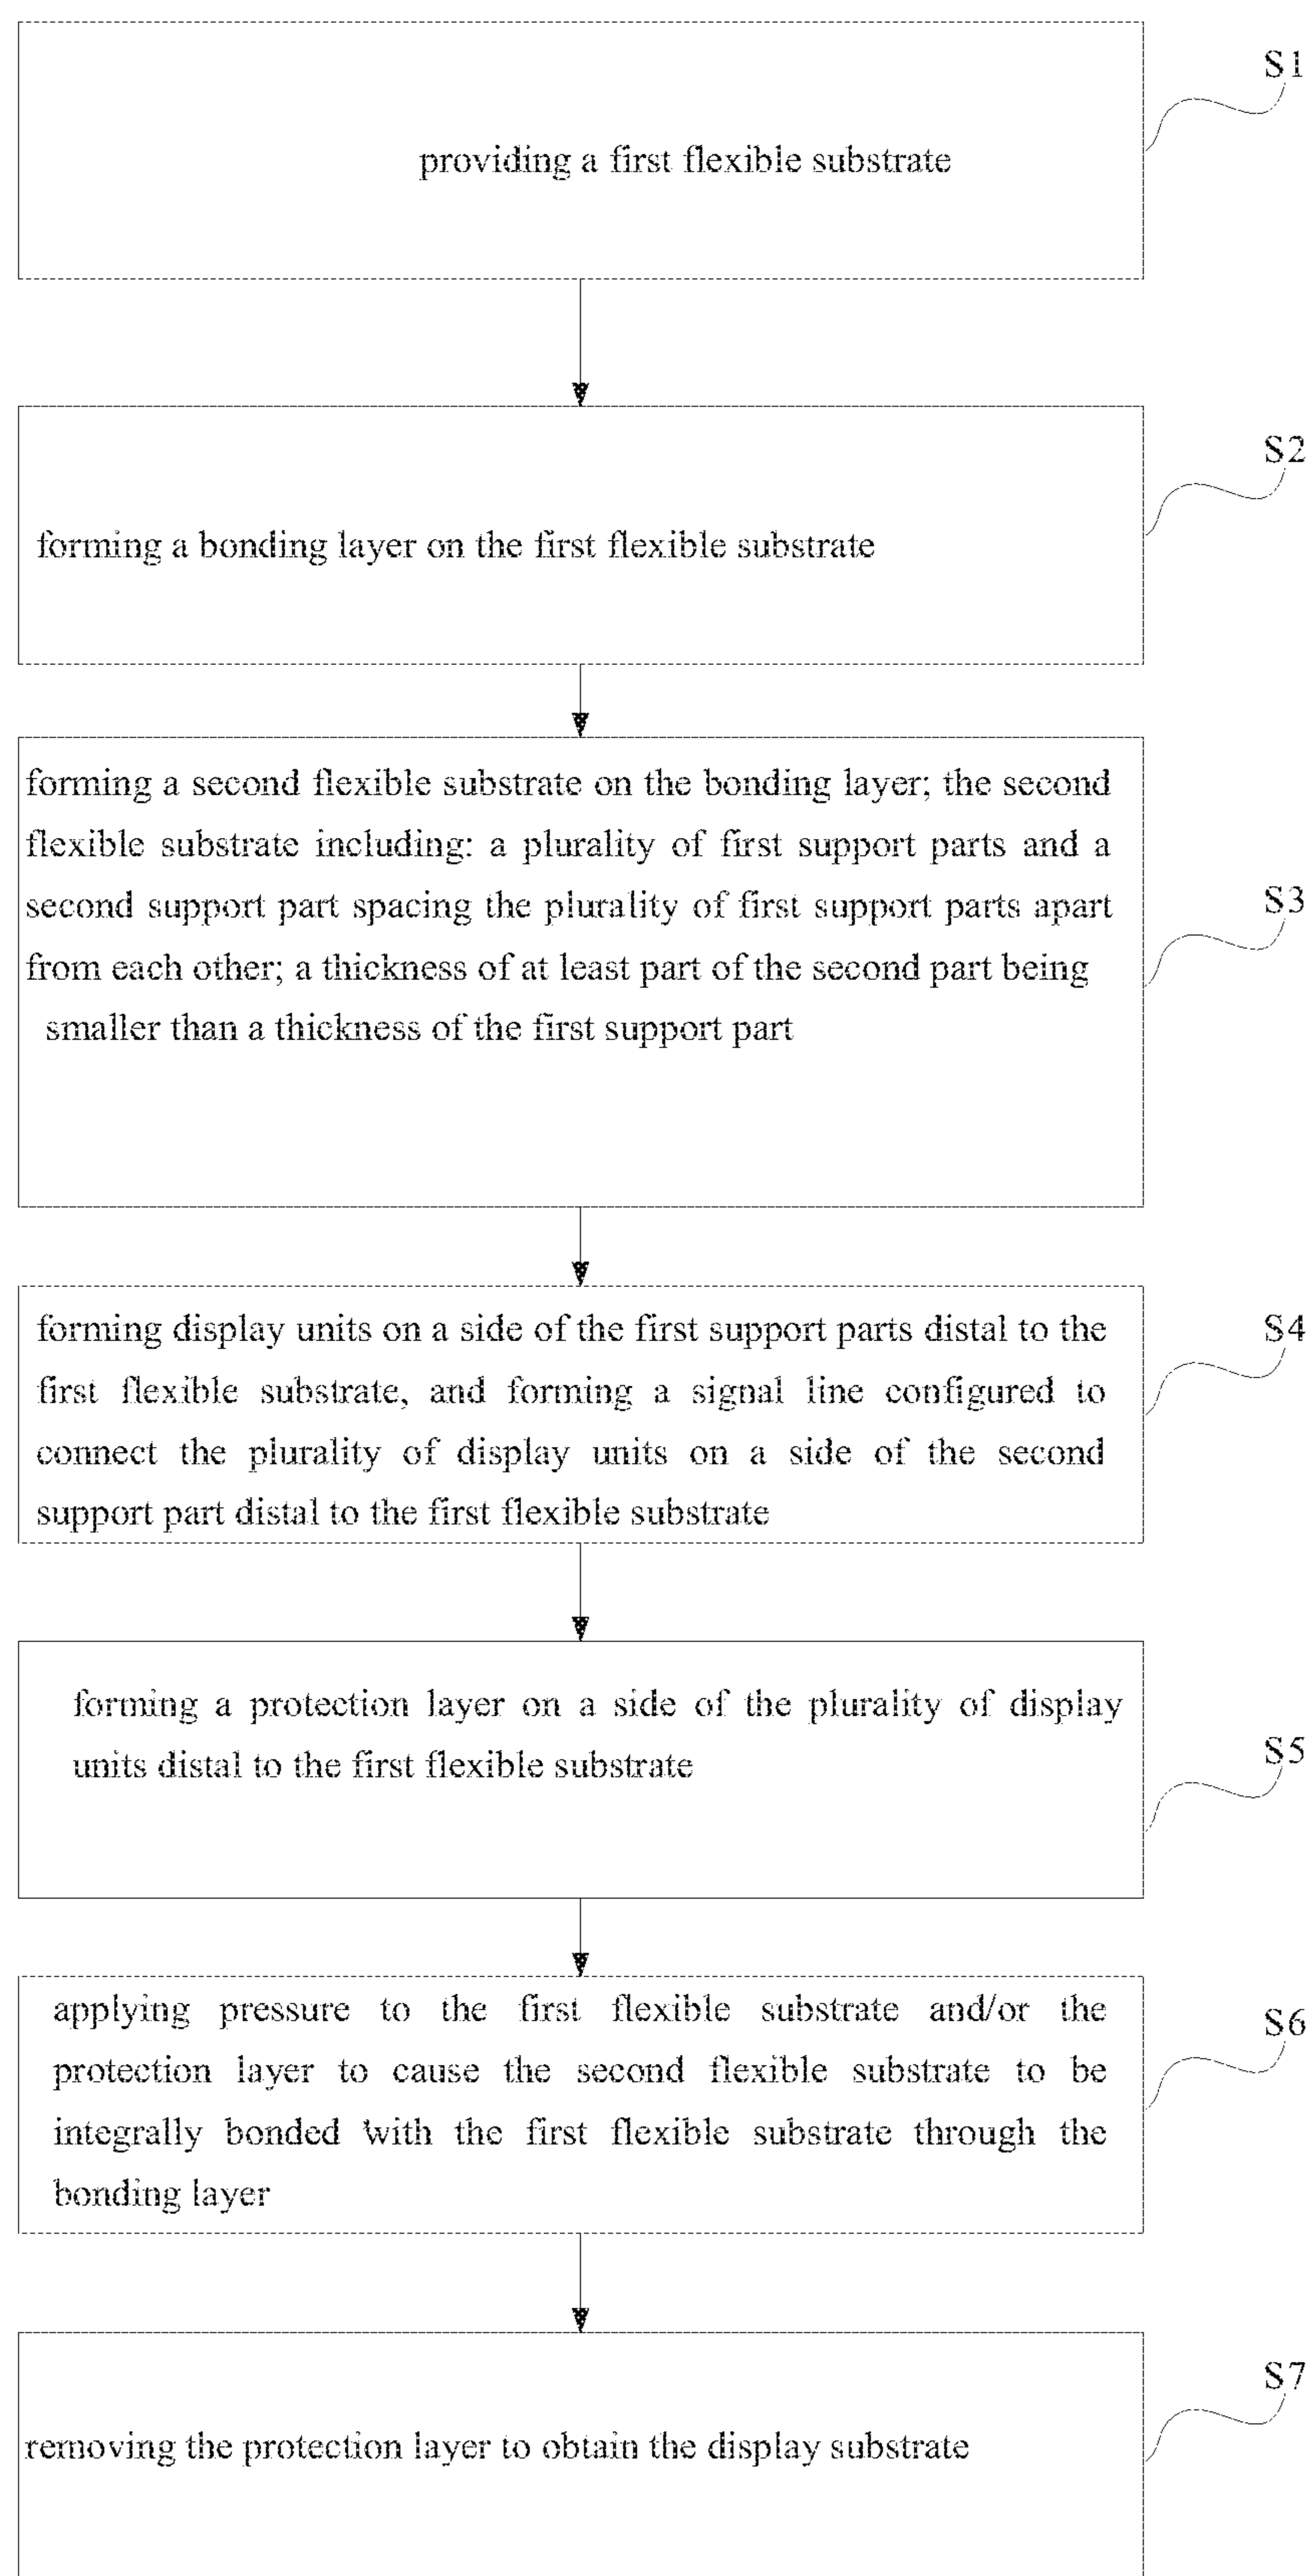 S1
providing a first flexible substrate
S2
forming a bonding layer on the first flexible substrate
forming a second flexible substrate on the bonding layer; the second
flexible substrate including: a plurality of first support parts and a
second support part spacing the plurality of first support parts apart
from each other; a thickness of at least part of the second part being
smaller than a thickness of the first support part
S3
forming display units on a side of the first support parts distal to the
first flexible substrate, and forming a signal line configured to
connect the plurality of display units on a side of the second
support part distal to the first flexible substrate
S4
forming a protection layer on a side of the plurality of display
units distal to the first flexible substrate
S5
applying pressure to the first flexible substrate and/or the
protection layer to cause the second flexible substrate to be
integrally bonded with the first flexible substrate through the
bonding layer
S6
S7
removing the protection layer to obtain the display substrate